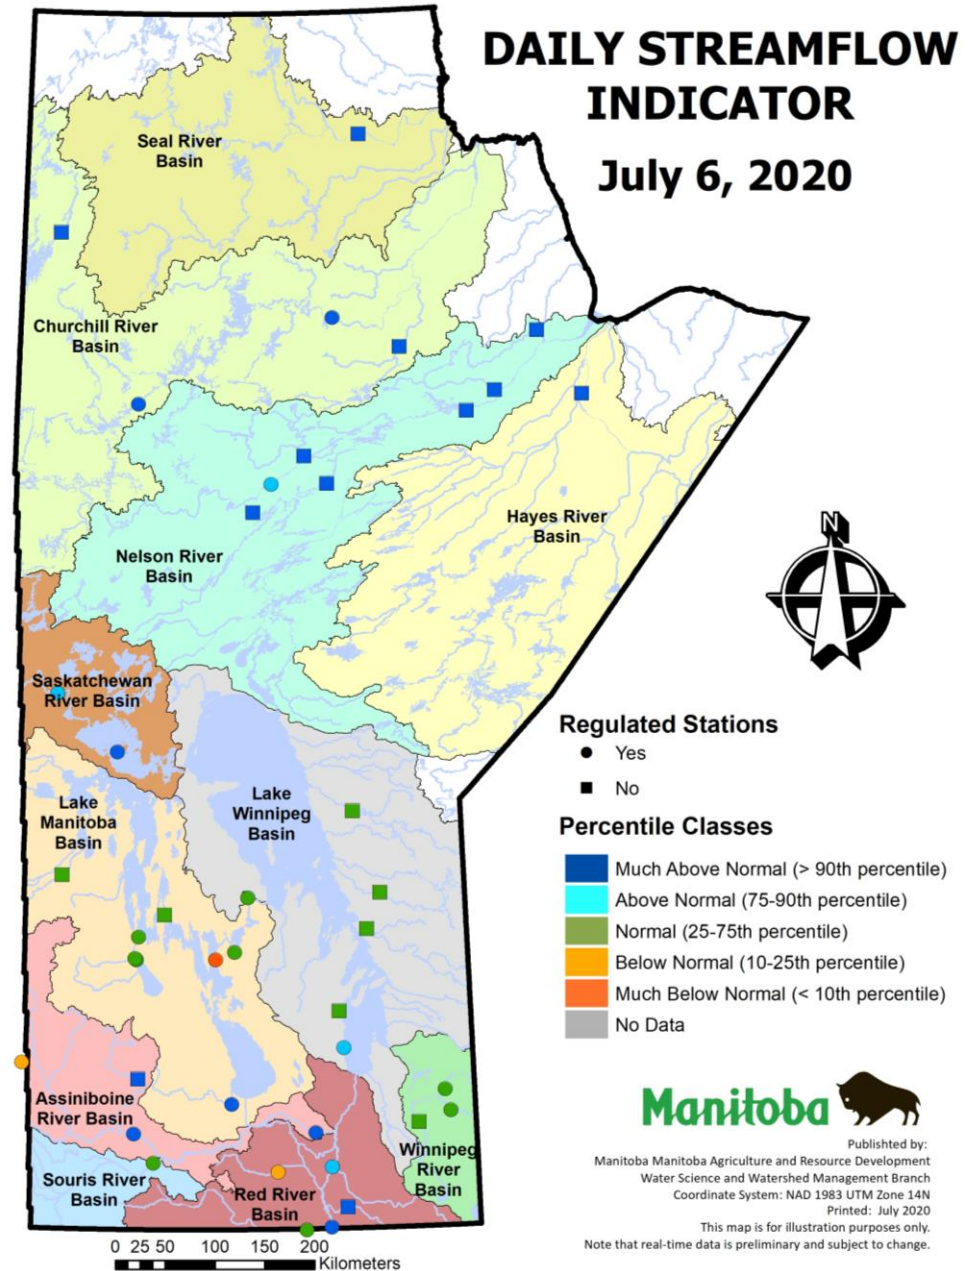 DAILY STREAMFLOW
INDICATOR
July 6, 2020
Seal River
Basin
Churchill River
Basin
Hayes River
Basin
Nelson River
Basin
N
Saskatchewan
River Basin
Lake
Manitoba
Basin
Lake
Winnipeg
Basin
Assiniboine
River Basin
Souris River
Basin
Red River
Basin
Winnipeg
River
Basin
0 25 50 100 150 200
Kilometers
Regulated Stations
Yes
No
Percentile Classes
Much Above Normal (> 90th percentile)
Above Normal (75-90th percentile)
Normal (25-75th percentile)
Below Normal (10-25th percentile)
Much Below Normal (< 10th percentile)
No Data
Manitoba
Publishted by:
Manitoba Manitoba Agriculture and Resource Development
Water Science and Watershed Management Branch
Coordinate System: NAD 1983 UTM Zone 14N
Printed: July 2020
This map is for illustration purposes only.
Note that real-time data is preliminary and subject to change.